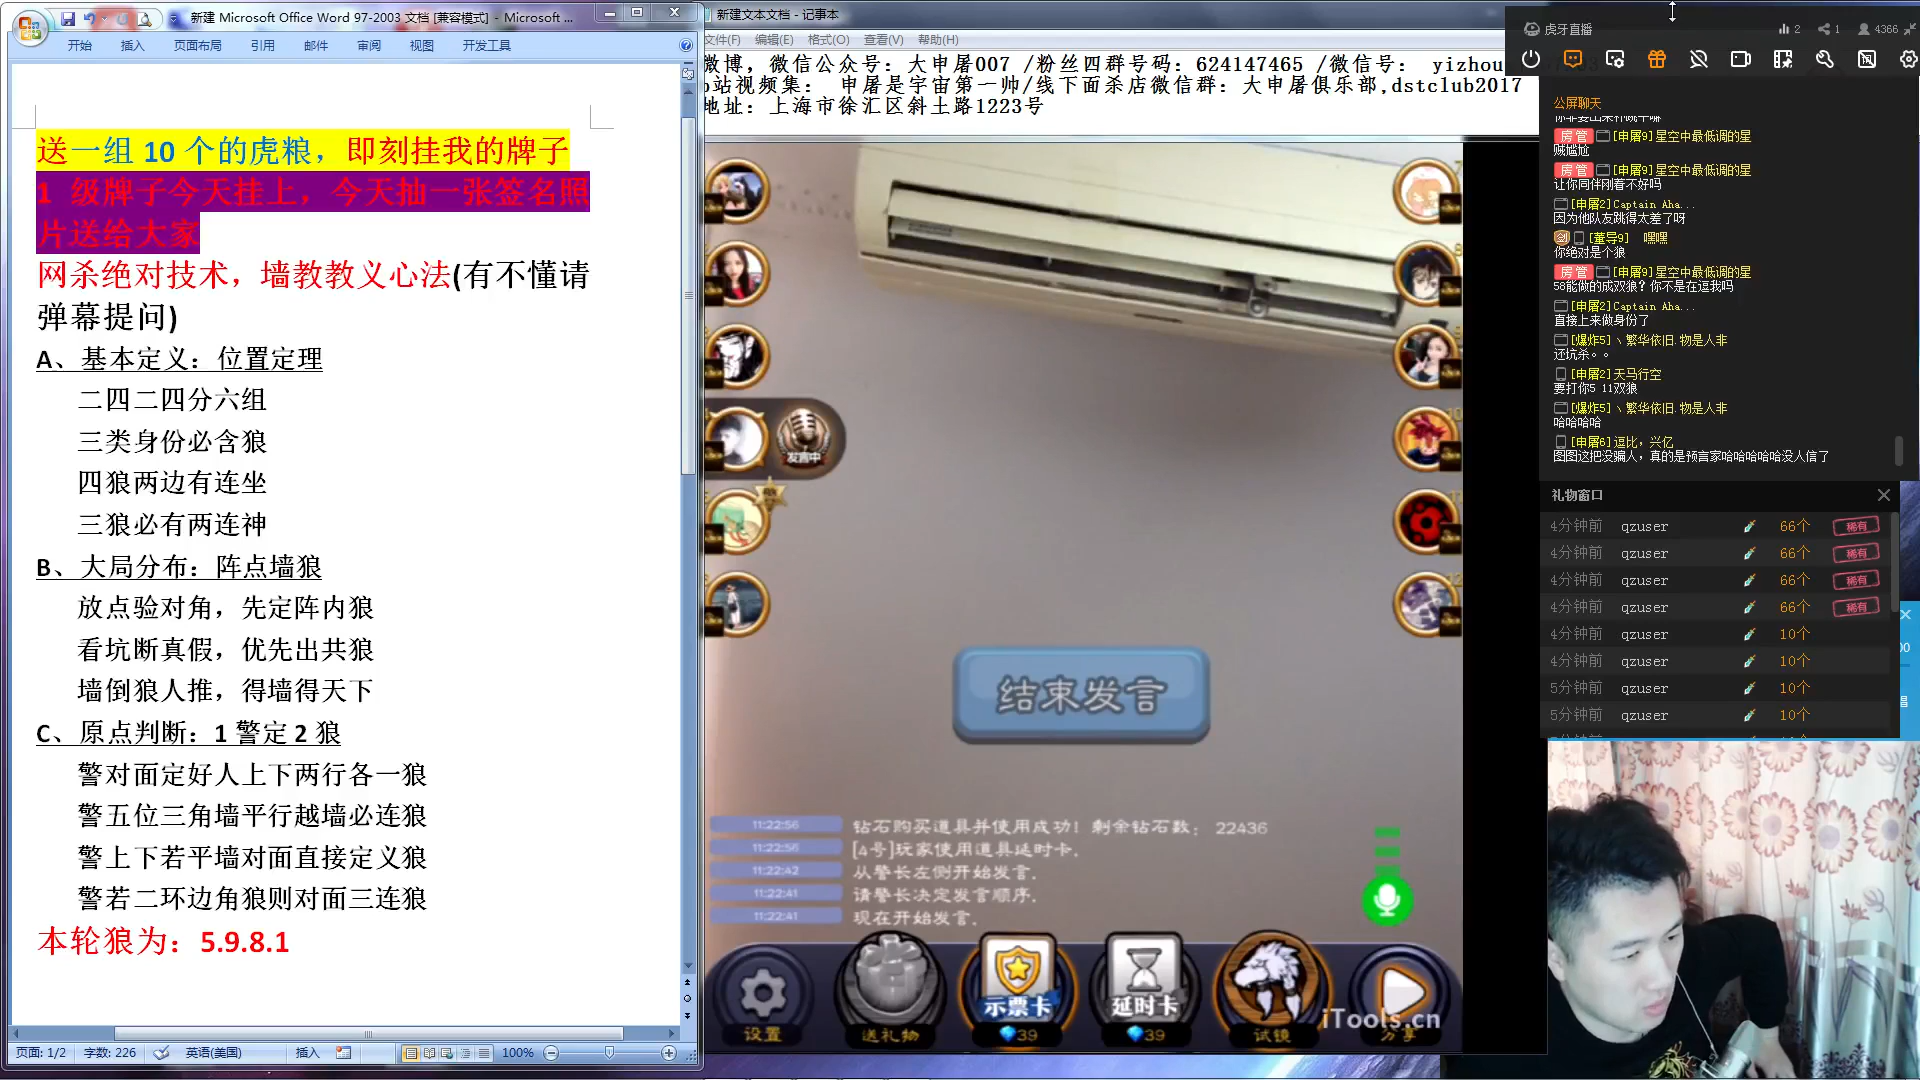 新建 Microsoft Office Word 97-2003 文档 [兼容模式] - Microsoft ...
开始 插入 页面布局 引用 邮件 审阅 视图 开发工具
送一组 10 个的虎粮，即刻挂我的牌子
1 级牌子今天挂上，今天抽一张签名照
片送给大家
网杀绝对技术，墙教教义心法(有不懂请
弹幕提问)
A、基本定义：位置定理
二四二四分六组
三类身份必含狼
四狼两边有连坐
三狼必有两连神
B、大局分布：阵点墙狼
放点验对角，先定阵内狼
看坑断真假，优先出共狼
墙倒狼人推，得墙得天下
C、原点判断：1 警定 2 狼
警对面定好人上下两行各一狼
警五位三角墙平行越墙必连狼
警上下若平墙对面直接定义狼
警若二环边角狼则对面三连狼
本轮狼为：5.9.8.1
页面: 1/2 字数: 226 英语(美国) 插入 100%
新建文本文档 - 记事本
文件(F) 编辑(E) 格式(O) 查看(V) 帮助(H)
微博，微信公众号：大申屠007 /粉丝四群号码：624147465 /微信号： yizhou
b站视频集： 申屠是宇宙第一帅/线下面杀店微信群：大申屠俱乐部,dstclub2017
地址：上海市徐汇区斜土路1223号
发言中
结束发言
11:22:56 钻石购买道具并使用成功！剩余钻石数： 22436
11:22:56 [4号]玩家使用道具延时卡.
11:22:42 从警长左侧开始发言.
11:22:41 请警长决定发言顺序.
11:22:41 现在开始发言.
设置 送礼物 示票卡 39 延时卡 39 试镜 分享
iTools.cn
虎牙直播 2 1 4366
公屏聊天
房管 [申屠9]星空中最低调的星
贼尴尬
房管 [申屠9]星空中最低调的星
让你同伴刚着不好吗
[申屠2]Captain Aha...
因为他队友跳得太差了呀
[董导9] 嘿嘿
你绝对是个狼
房管 [申屠9]星空中最低调的星
58能做的成双狼？你不是在逗我吗
[申屠2]Captain Aha...
直接上来做身份了
[爆炸5]丶繁华依旧.物是人非
还坑杀。。
[申屠2]天马行空
要打你5 11双狼
[爆炸5]丶繁华依旧.物是人非
哈哈哈哈
[申屠6]逗比，兴亿
图图这把没骗人，真的是预言家哈哈哈哈哈没人信了
礼物窗口
4分钟前 qzuser 66个 稀有
4分钟前 qzuser 66个 稀有
4分钟前 qzuser 66个 稀有
4分钟前 qzuser 66个 稀有
4分钟前 qzuser 10个
4分钟前 qzuser 10个
5分钟前 qzuser 10个
5分钟前 qzuser 10个